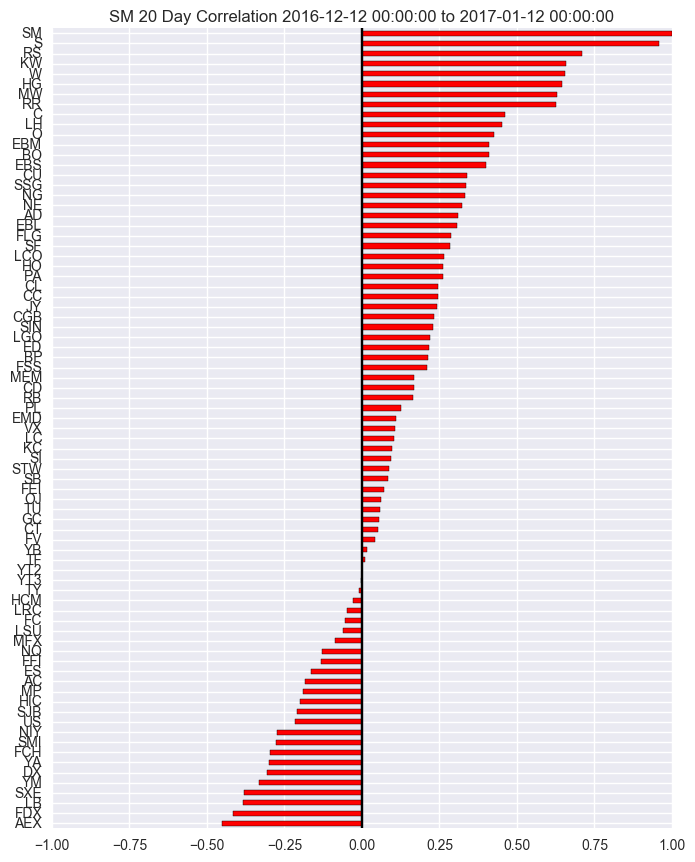 SM 20 Day Correlation 2016-12-12 00:00:00 to 2017-01-12 00:00:00
SM
S
RS
KW
W
HG
MW
RR
C
LH
O
EBM
BO
EBS
CU
SSG
NG
NE
AD
EBL
FLG
SF
LCO
HO
PA
CL
CC
JY
CGB
SIN
LGO
ED
BP
FSS
MEM
CD
RB
PL
EMD
VX
LC
KC
SI
STW
SB
FEI
OJ
TU
GC
CT
FV
YB
TF
YT2
YT3
TY
HCM
LRC
FC
LSU
MFX
NQ
FFI
ES
AC
MP
HIC
SJB
US
NIY
SMI
FCH
YA
DX
YM
SXE
LB
FDX
AEX
−1.00 −0.75 −0.50 −0.25 0.00 0.25 0.50 0.75 1.00